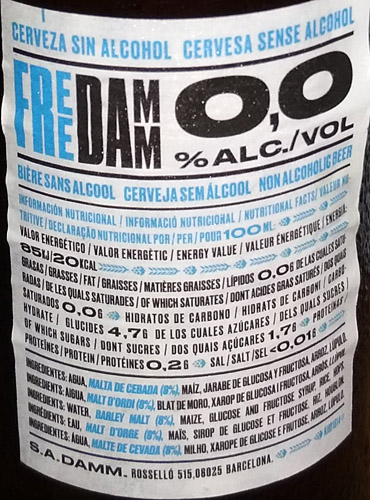 CERVEZA SIN ALCOHOL CERVESA SENSE ALCOHOL
FREE DAMM 0,0
% ALC./VOL
BIÈRE SANS ALCOOL CERVEJA SEM ÁLCOOL NON ALCOHOLIC BEER
INFORMACIÓN NUTRICIONAL / INFORMACIÓ NUTRICIONAL / NUTRITIONAL FACTS/ VALEUR NU-
TRITIVE / DECLARAÇÃO NUTRICIONAL POR / PER / POUR 100 ML:
VALOR ENERGÉTICO / VALOR ENERGÈTIC / ENERGY VALUE / VALEUR ÉNERGÉTIQUE / ENERGIE:
85KJ/20KCAL
GRASAS / GRASSES / FAT / GRAISSES / MATIÈRES GRAISSES / LÍPIDOS 0,0G DE LAS CUALES SATU-
RADAS / DE LES QUALS SATURADES / OF WHICH SATURATES / DONT ACIDES GRAS SATURÉS / DOS QUAIS
SATURADOS 0,0G HIDRATOS DE CARBONO / HIDRATS DE CARBONI / CARBO-
HYDRATE / GLUCIDES 4,7G DE LOS CUALES AZÚCARES / DELS QUALS SUCRES /
OF WHICH SUGARS / DONT SUCRES / DOS QUAIS AÇÚCARES 1,7G PROTEÍNAS /
PROTEÏNES / PROTEIN / PROTÉINES 0,2G SAL / SALT / SEL <0,01G
INGREDIENTES: AGUA, MALTA DE CEBADA (8%), MAÍZ, JARABE DE GLUCOSA Y FRUCTOSA, ARROZ, LÚPULO.
INGREDIENTS: AIGUA, MALTA D'ORDI (8%), BLAT DE MORO, XAROP DE GLUCOSA I FRUCTOSA, ARRÒS, LLÚPOL.
INGREDIENTS: WATER, BARLEY MALT (8%), MAIZE, GLUCOSE AND FRUCTOSE SYRUP, RICE, HOPS.
INGRÉDIENTS: EAU, MALT D'ORGE (8%), MAÏS, SIROP DE GLUCOSE ET FRUCTOSE, RIZ, HOUBLON.
INGREDIENTES: ÁGUA, MALTE DE CEVADA (8%), MILHO, XAROPE DE GLUCOSE E FRUTOSE, ARROZ, LÚPULO.
S.A. DAMM. ROSSELLÓ 515,08025 BARCELONA.